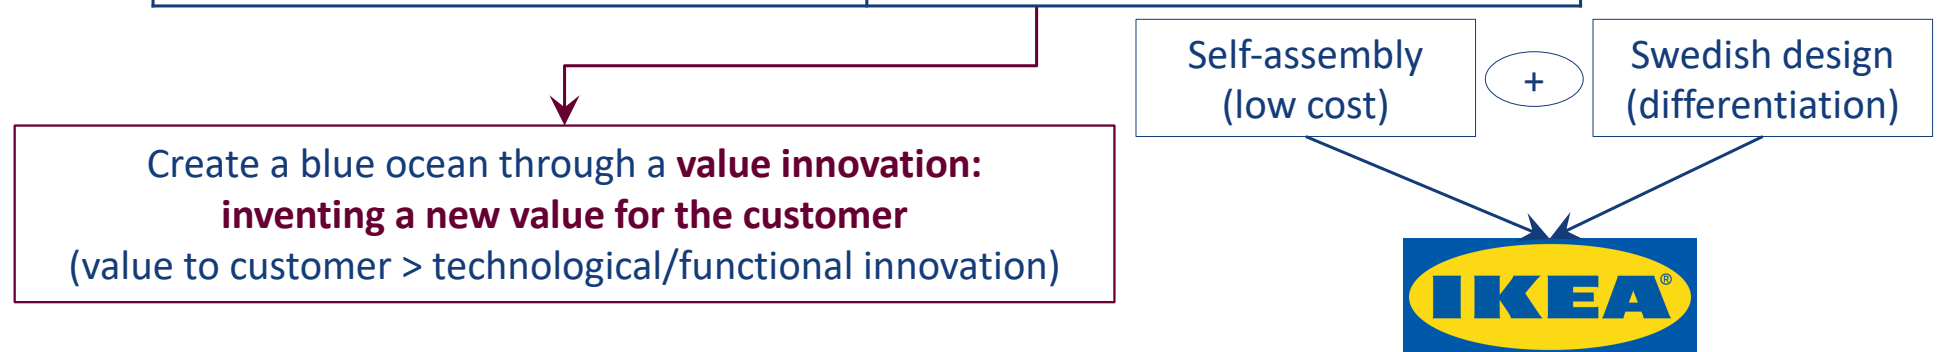 Self-assembly
(low cost)
+
Swedish design
(differentiation)
Create a blue ocean through a value innovation:
inventing a new value for the customer
(value to customer > technological/functional innovation)
IKEA®